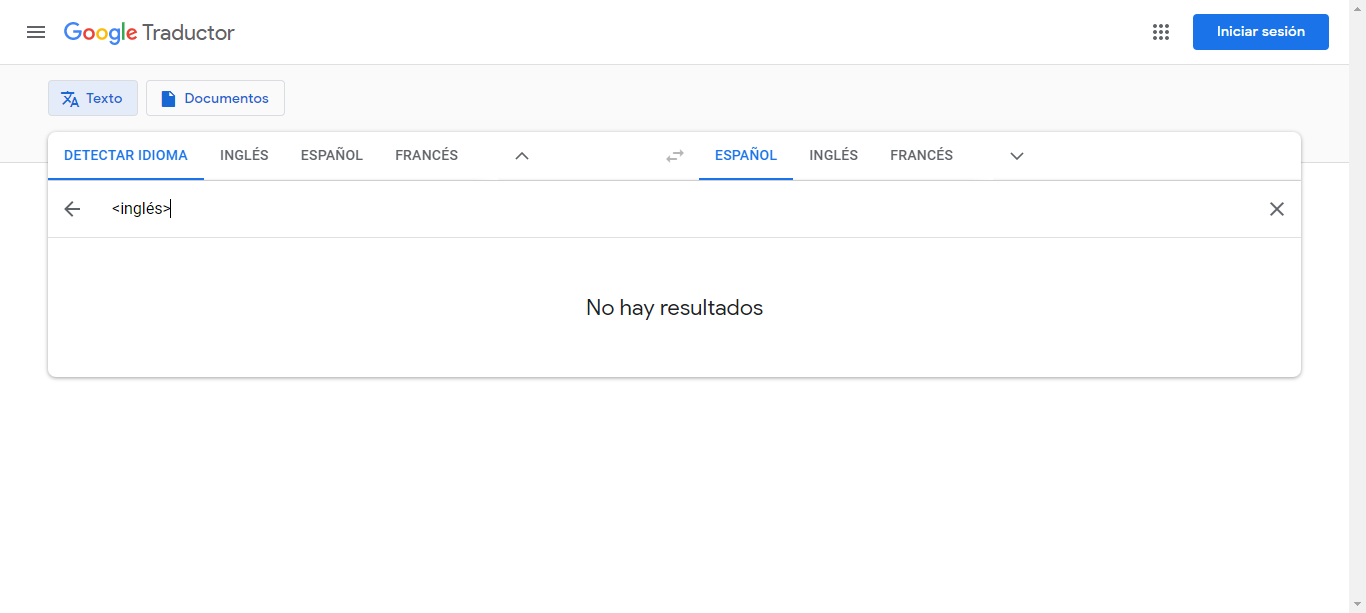 Google Traductor
Iniciar sesión
Texto
Documentos
DETECTAR IDIOMA INGLÉS ESPAÑOL FRANCÉS ESPAÑOL INGLÉS FRANCÉS
<inglés>
No hay resultados